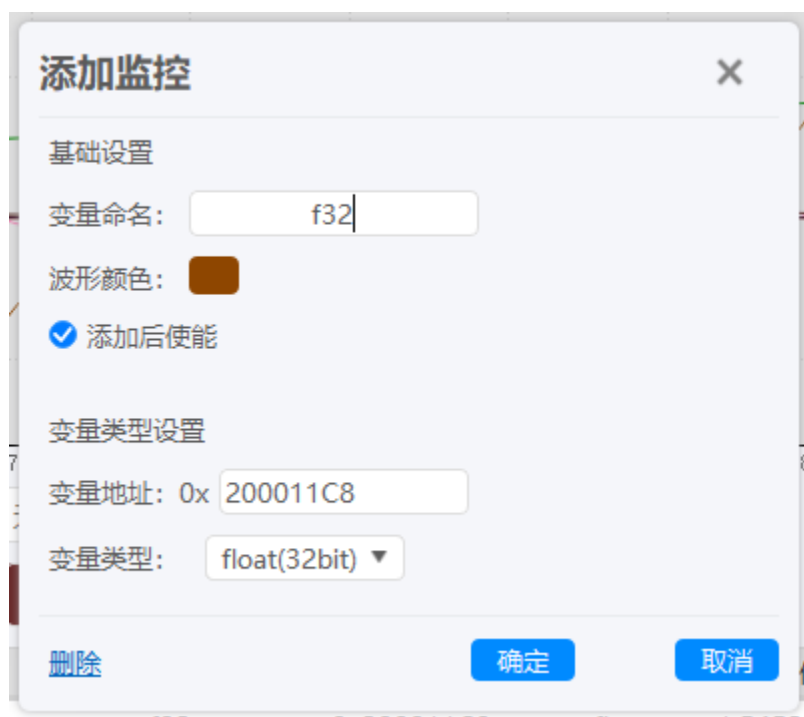 添加监控 ×
基础设置
变量命名： f32
波形颜色：
添加后使能
变量类型设置
变量地址：0x 200011C8
变量类型： float(32bit) ▼
删除 确定 取消